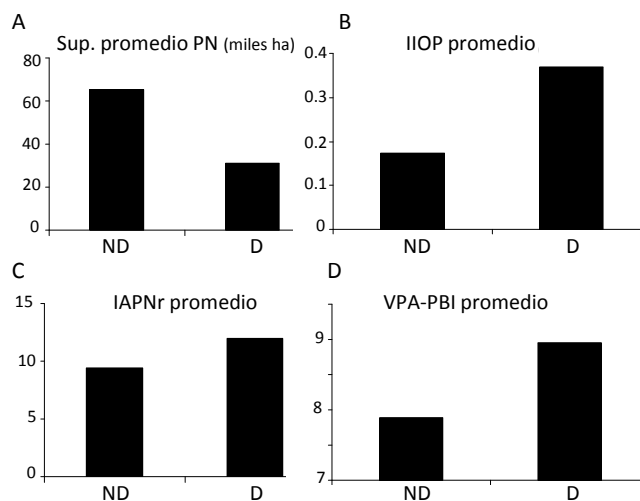 A
Sup. promedio PN (miles ha)
80
60
40
20
0
ND
D
B
IIOP promedio
0.4
0.3
0.2
0.1
0
ND
D
C
IAPNr promedio
15
10
5
0
ND
D
D
VPA-PBI promedio
9
8
7
ND
D